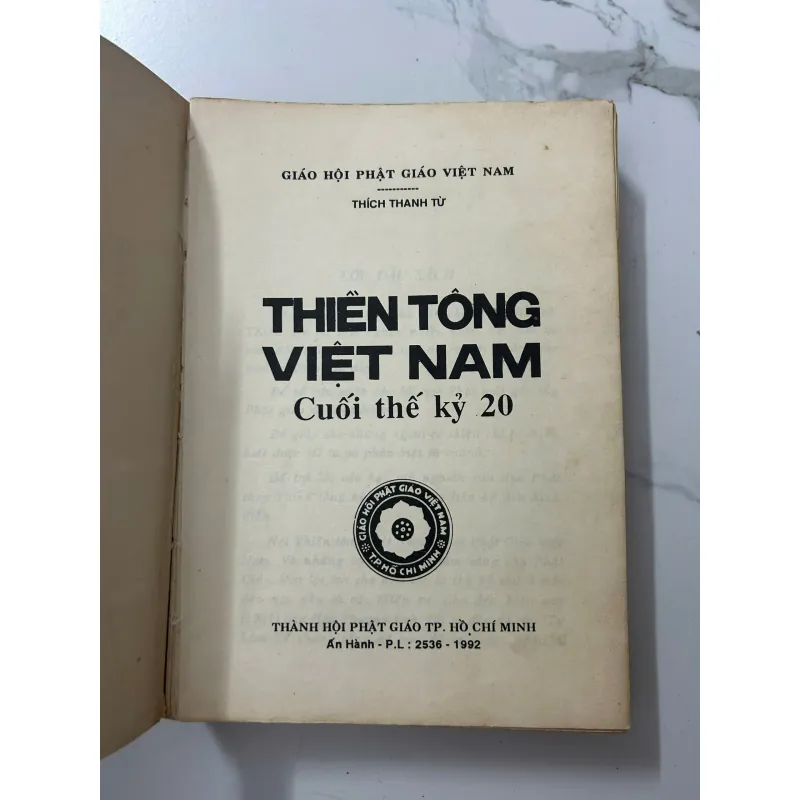 GIÁO HỘI PHẬT GIÁO VIỆT NAM
-----------
THÍCH THANH TỪ
THIỀN TÔNG
VIỆT NAM
Cuối thế kỷ 20
GIÁO HỘI PHẬT GIÁO VIỆT NAM
T.P HỒ CHÍ MINH
THÀNH HỘI PHẬT GIÁO TP. HỒ CHÍ MINH
Ấn Hành - P.L : 2536 - 1992